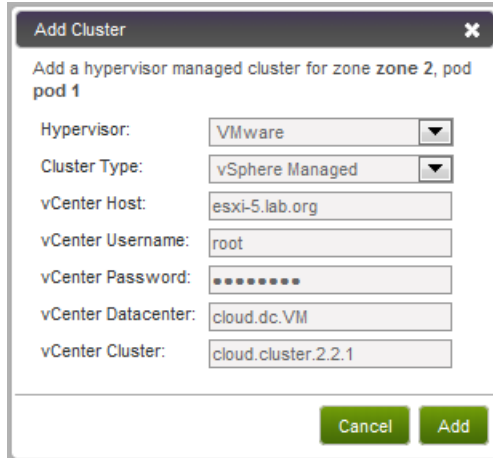 Add Cluster
Add a hypervisor managed cluster for zone zone 2, pod
pod 1
Hypervisor: VMware
Cluster Type: vSphere Managed
vCenter Host: esxi-5.lab.org
vCenter Username: root
vCenter Password: ●●●●●●●●
vCenter Datacenter: cloud.dc.VM
vCenter Cluster: cloud.cluster.2.2.1
Cancel Add